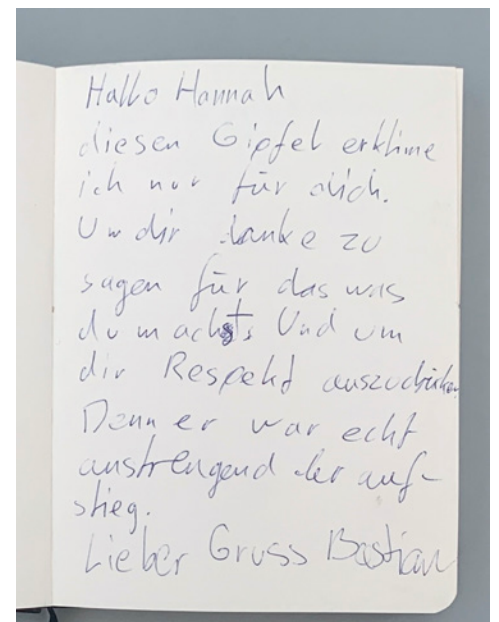 Hallo Hannah
diesen Gipfel erklime
ich nur für dich.
Um dir danke zu
sagen für das was
du machst. Und um
dir Respekt auszudrücken
Denn er war echt
anstrengend der auf-
stieg.
Lieber Gruss Bastian